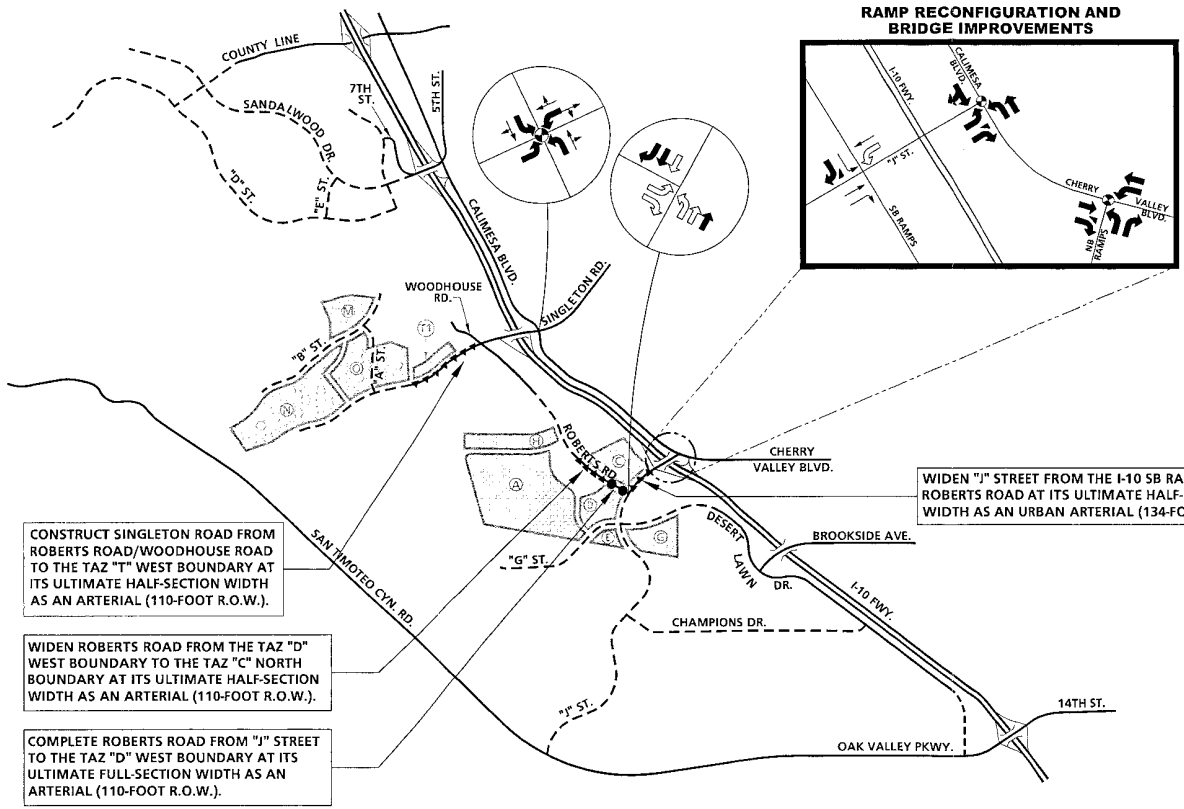 RAMP RECONFIGURATION AND
BRIDGE IMPROVEMENTS
CALIMESA
BLVD.
I-10 FWY.
"J" ST.
SB RAMPS
CHERRY
VALLEY
BLVD.
NB
RAMPS
COUNTY LINE
7TH
ST.
5TH ST.
SANDALWOOD DR.
"D" ST.
"E" ST.
CALIMESA BLVD.
WOODHOUSE
RD.
SINGLETON RD.
M
"B" ST.
"A" ST.
N
ROBERTS RD.
H
C
A
D
E
G
CHERRY
VALLEY BLVD.
WIDEN "J" STREET FROM THE I-10 SB RA
ROBERTS ROAD AT ITS ULTIMATE HALF-
WIDTH AS AN URBAN ARTERIAL (134-FO
"G" ST.
DESERT
LAWN
DR.
BROOKSIDE AVE.
I-10 FWY.
CONSTRUCT SINGLETON ROAD FROM
ROBERTS ROAD/WOODHOUSE ROAD
TO THE TAZ "T" WEST BOUNDARY AT
ITS ULTIMATE HALF-SECTION WIDTH
AS AN ARTERIAL (110-FOOT R.O.W.).
SAN TIMOTEO CYN. RD.
CHAMPIONS DR.
WIDEN ROBERTS ROAD FROM THE TAZ "D"
WEST BOUNDARY TO THE TAZ "C" NORTH
BOUNDARY AT ITS ULTIMATE HALF-SECTION
WIDTH AS AN ARTERIAL (110-FOOT R.O.W.).
"J" ST.
14TH ST.
OAK VALLEY PKWY.
COMPLETE ROBERTS ROAD FROM "J" STREET
TO THE TAZ "D" WEST BOUNDARY AT ITS
ULTIMATE FULL-SECTION WIDTH AS AN
ARTERIAL (110-FOOT R.O.W.).